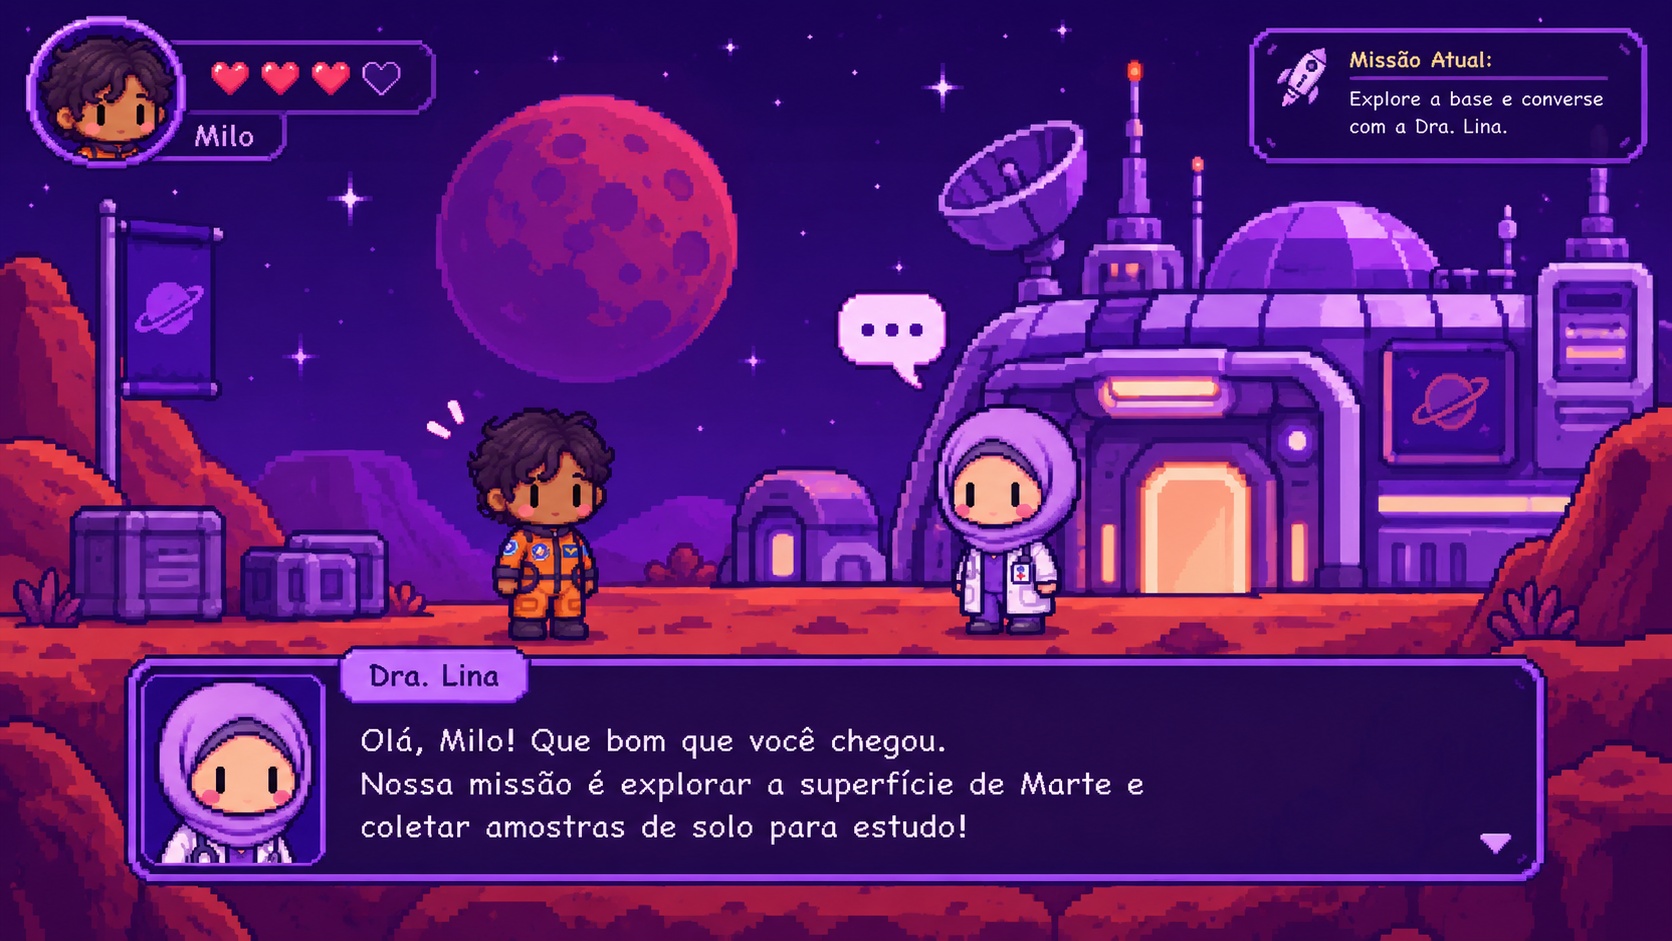 Milo
Missão Atual:
Explore a base e converse
com a Dra. Lina.
Dra. Lina
Olá, Milo! Que bom que você chegou.
Nossa missão é explorar a superfície de Marte e
coletar amostras de solo para estudo!